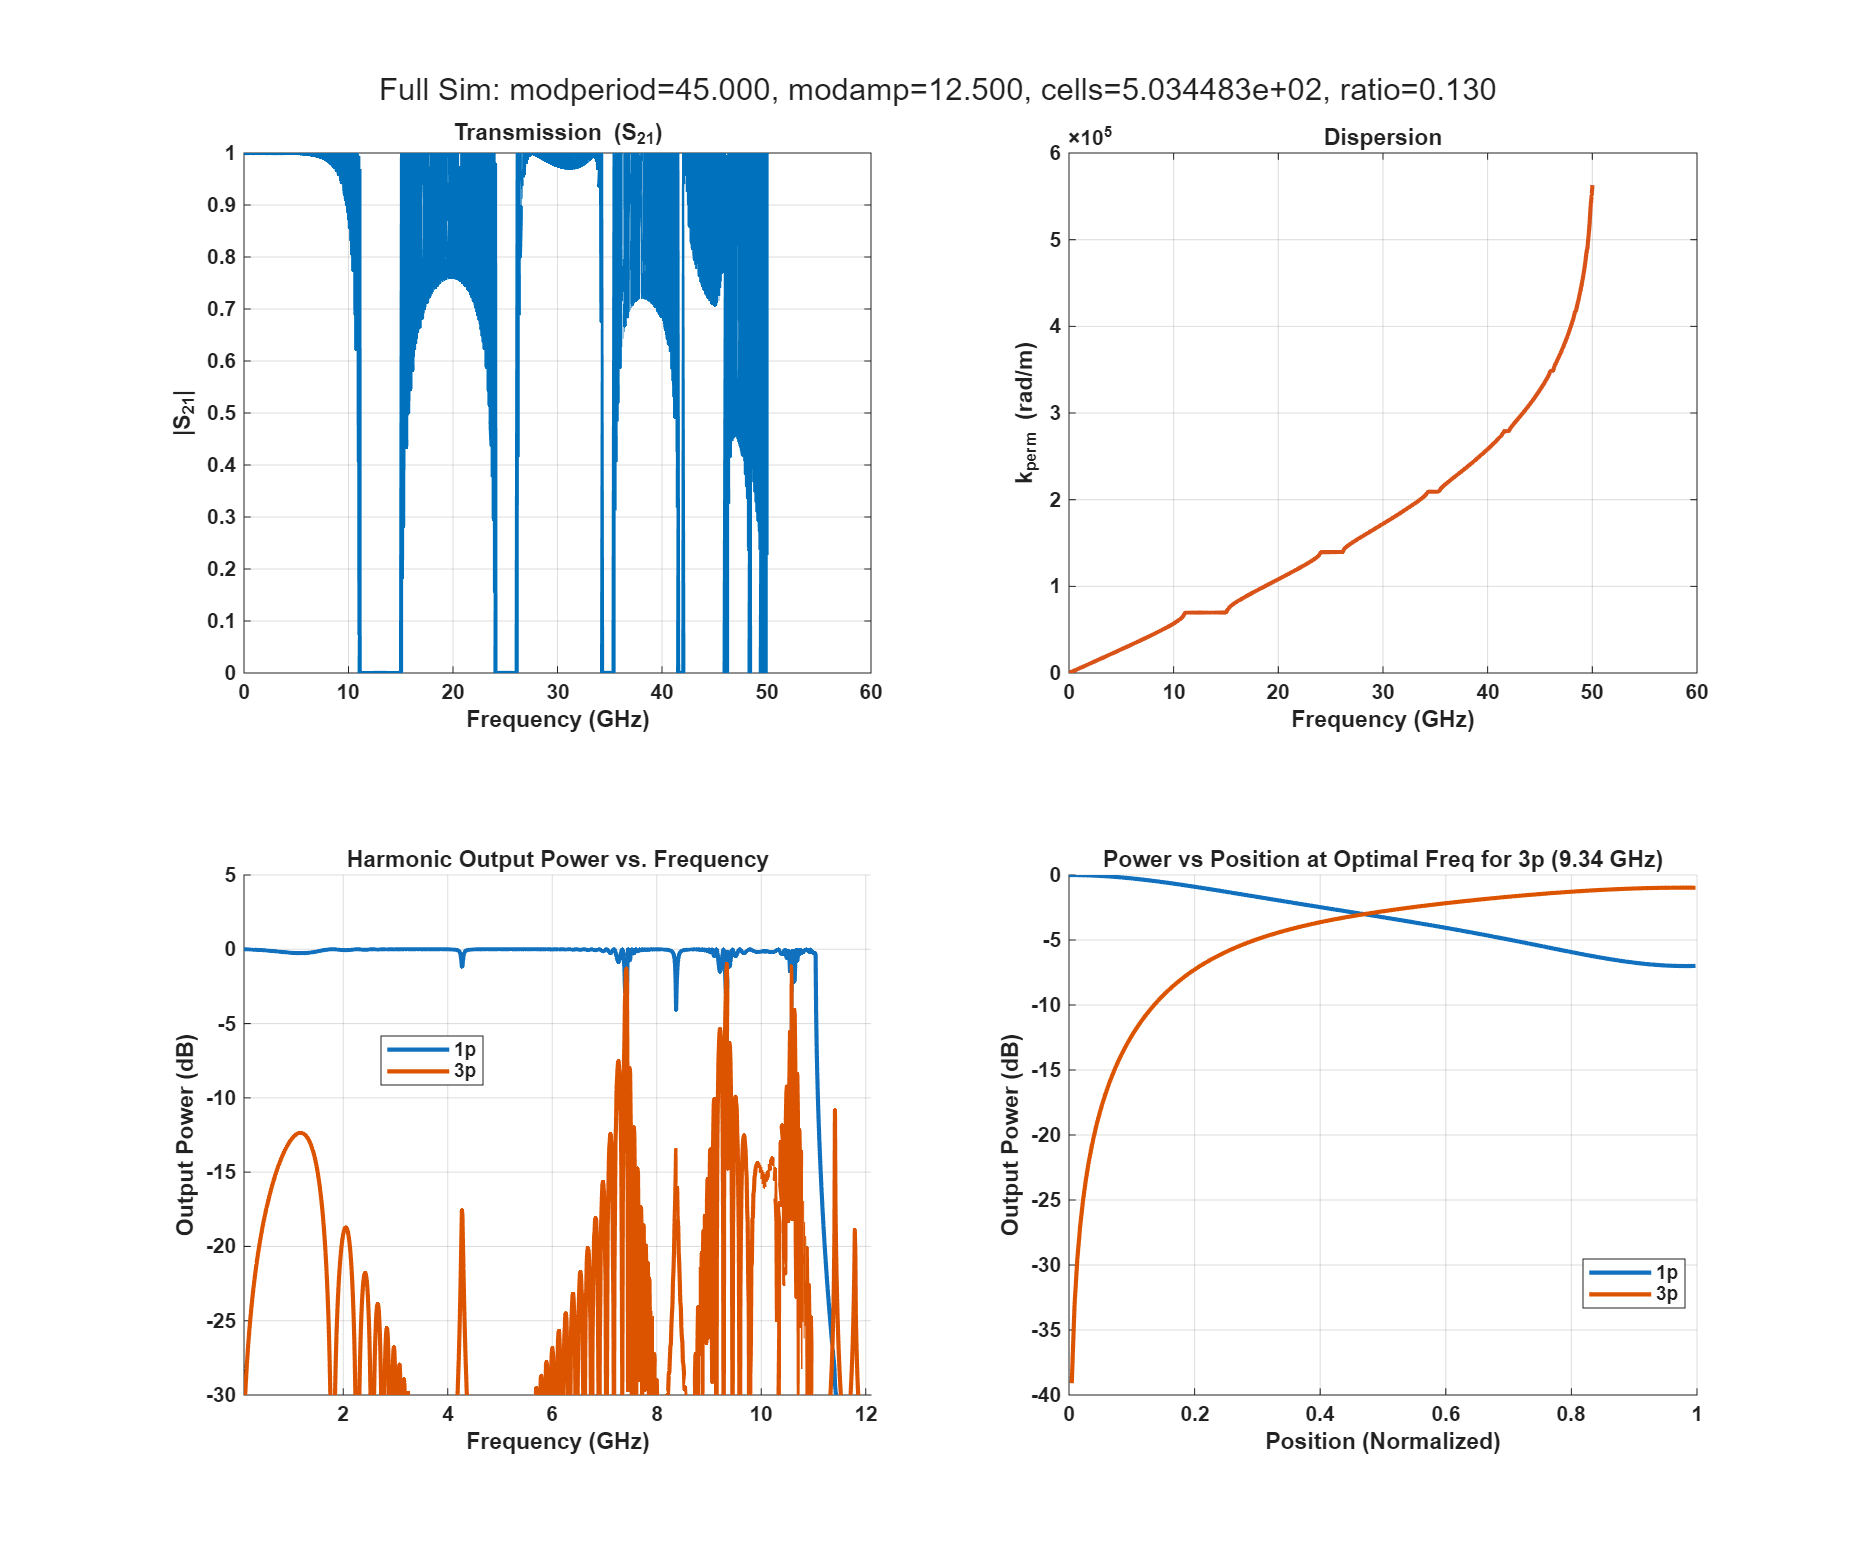 Full Sim: modperiod=45.000, modamp=12.500, cells=5.034483e+02, ratio=0.130
Transmission (S21)
1
0.9
0.8
0.7
0.6
0.5
0.4
0.3
0.2
0.1
0
|S21|
0 10 20 30 40 50 60
Frequency (GHz)
×10^5
Dispersion
6
5
4
3
2
1
0
kperm (rad/m)
0 10 20 30 40 50 60
Frequency (GHz)
Harmonic Output Power vs. Frequency
5
0
-5
-10
-15
-20
-25
-30
Output Power (dB)
1p
3p
2 4 6 8 10 12
Frequency (GHz)
Power vs Position at Optimal Freq for 3p (9.34 GHz)
0
-5
-10
-15
-20
-25
-30
-35
-40
Output Power (dB)
1p
3p
0 0.2 0.4 0.6 0.8 1
Position (Normalized)